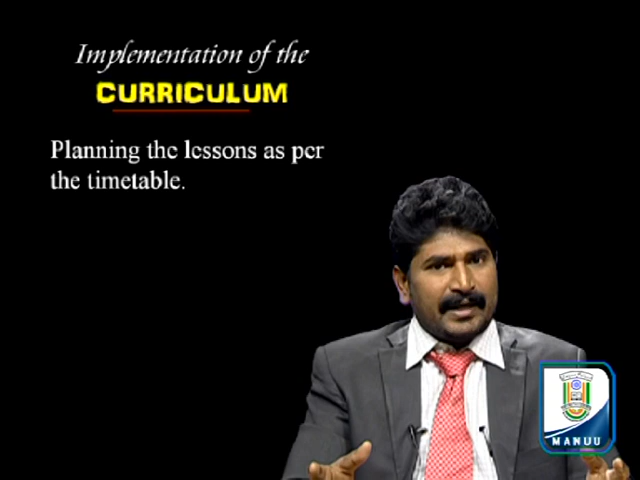 Implementation of the
CURRICULUM
Planning the lessons as per
the timetable.
MANUU